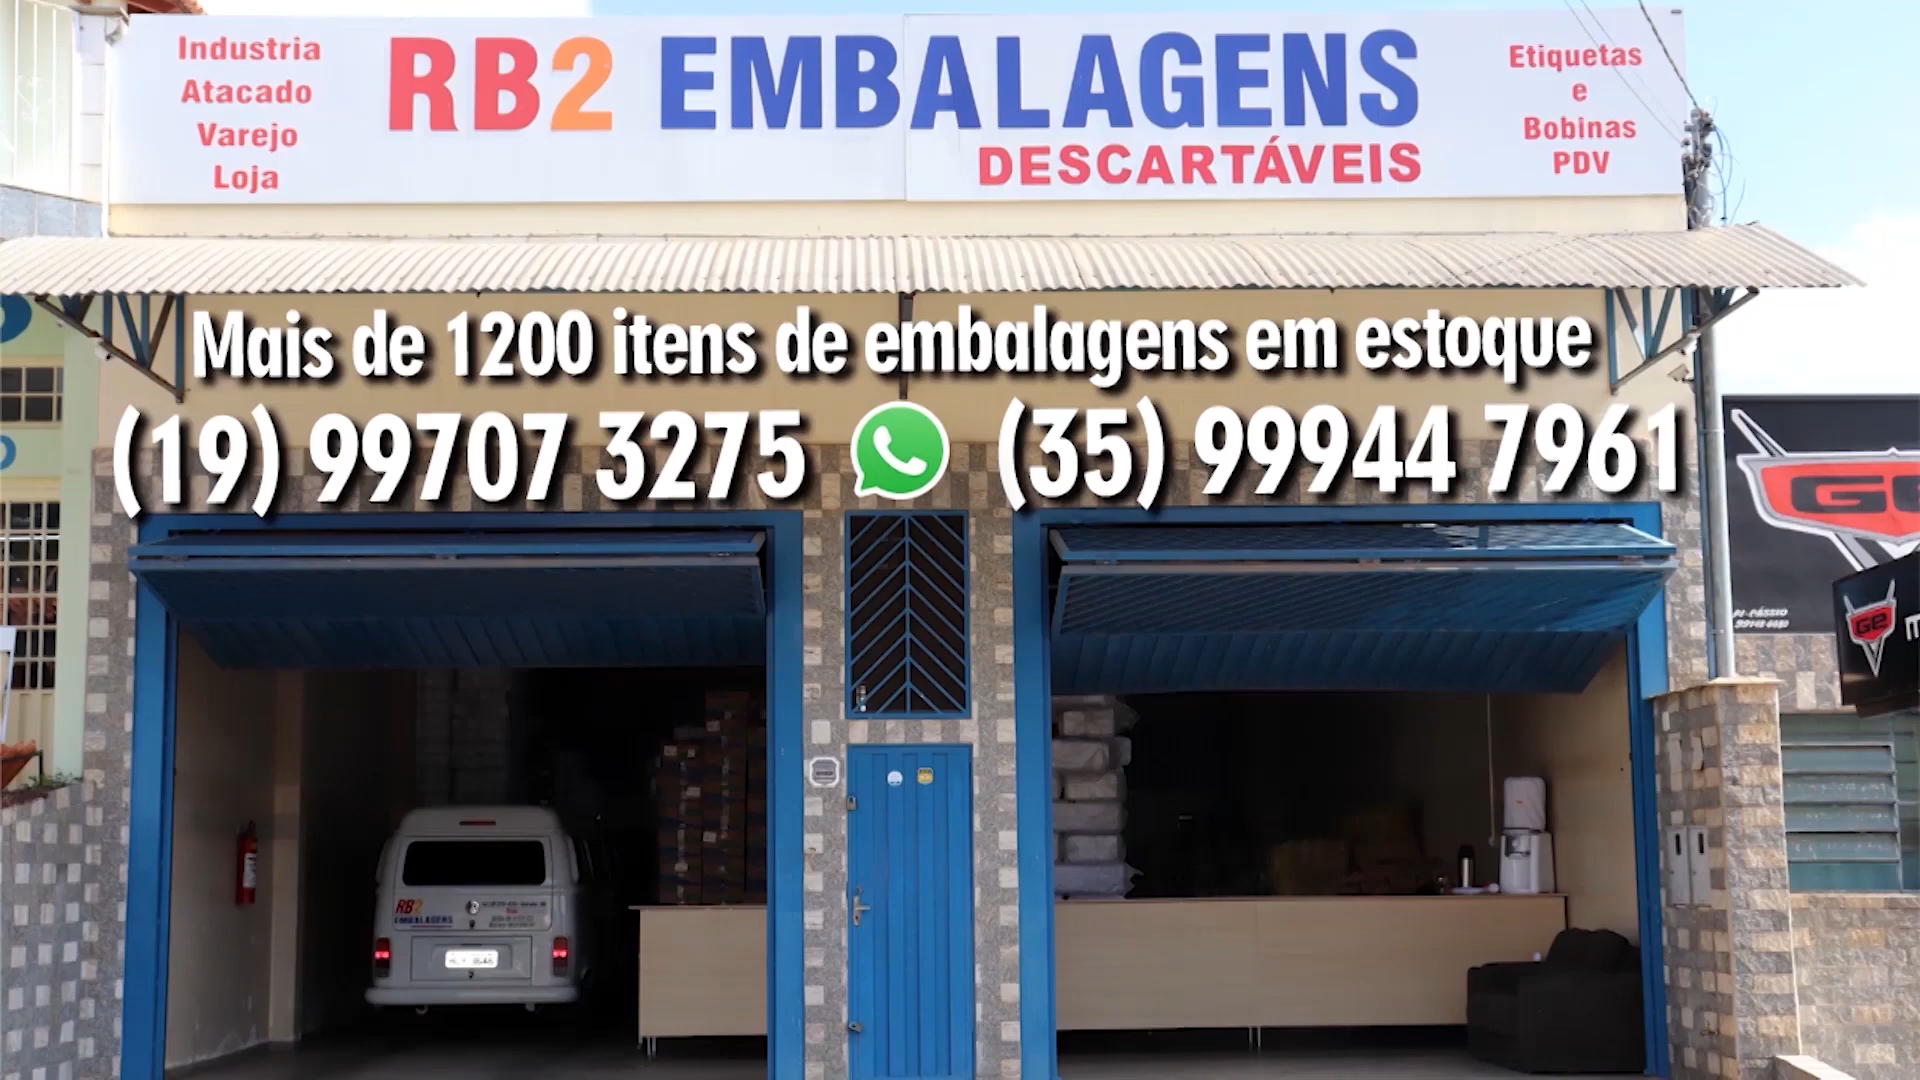 Industria
Atacado
Varejo
Loja
RB2 EMBALAGENS
DESCARTÁVEIS
Etiquetas
e
Bobinas
PDV
Mais de 1200 itens de embalagens em estoque
(19) 99707 3275 (35) 99944 7961
RB2
EMBALAGENS
GE